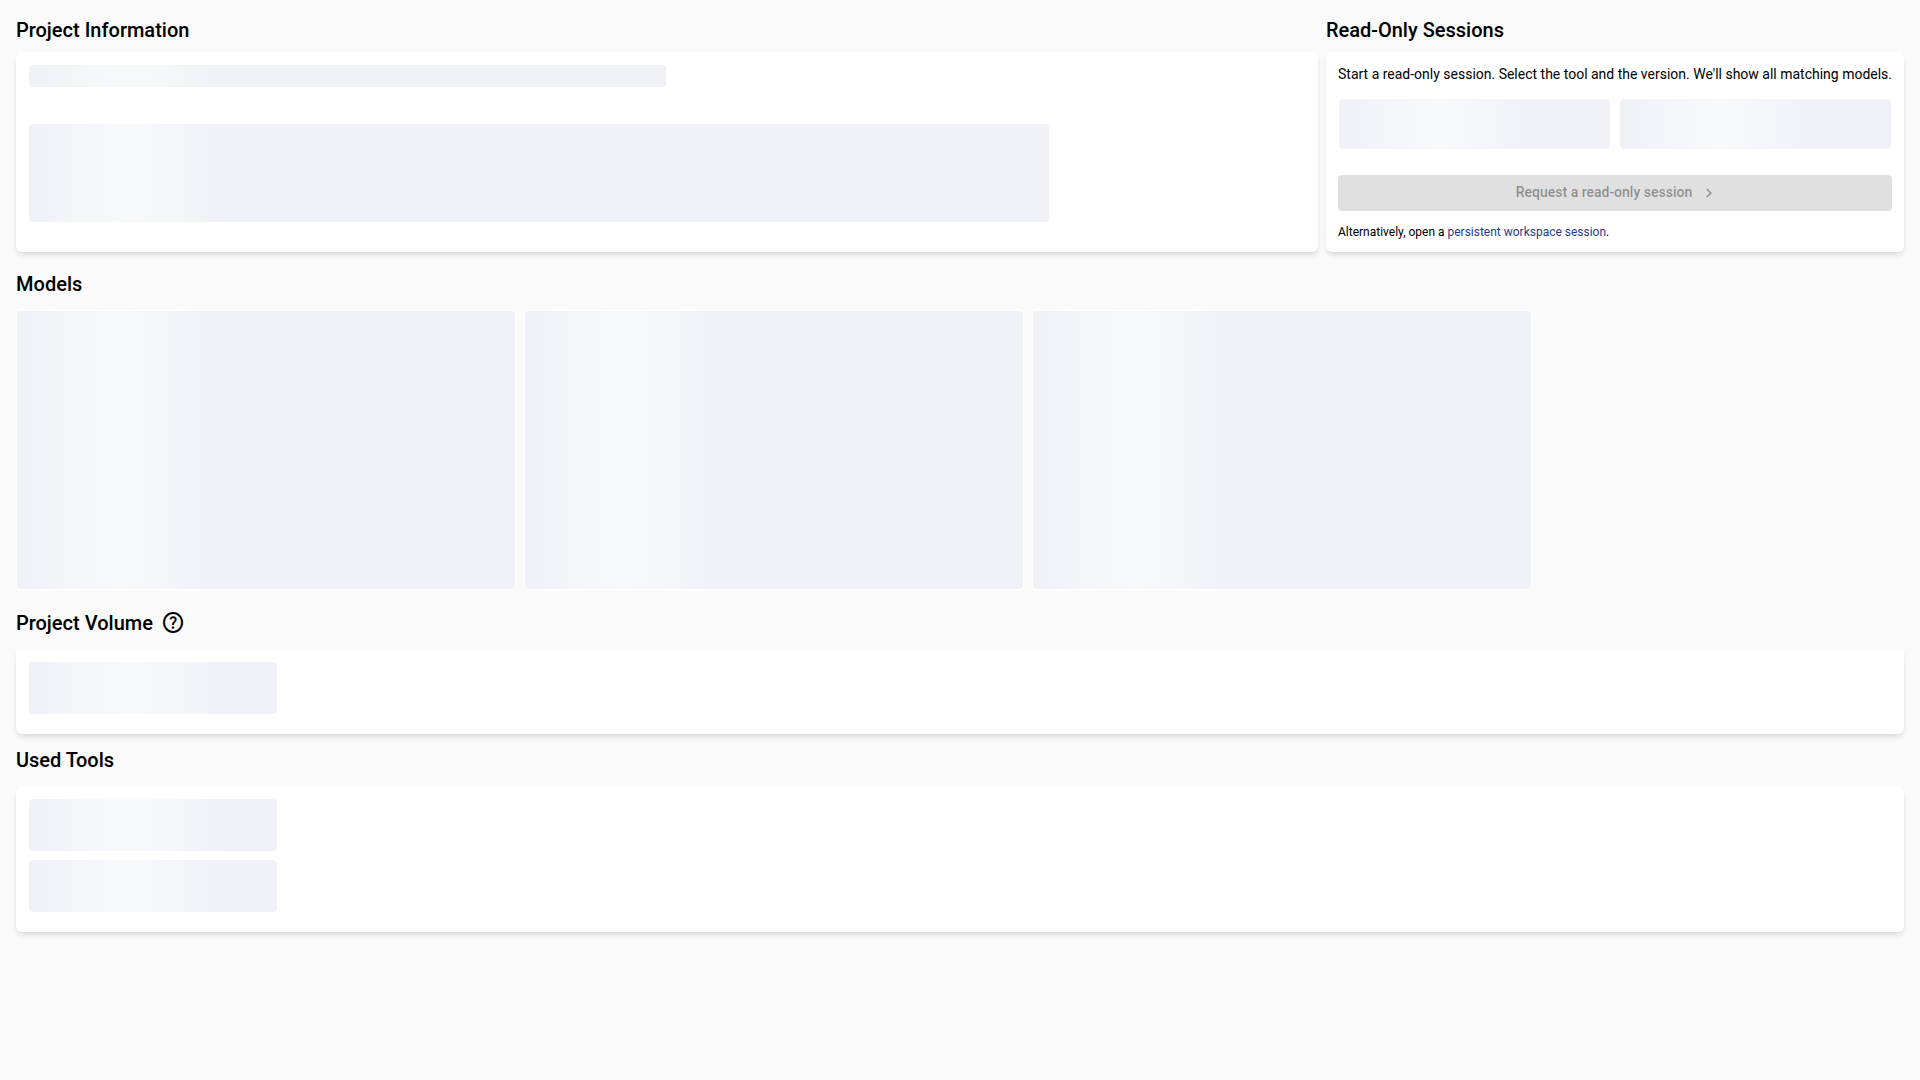 Project Information
Read-Only Sessions
Start a read-only session. Select the tool and the version. We'll show all matching models.
Request a read-only session
Alternatively, open a persistent workspace session.
Models
Project Volume
Used Tools